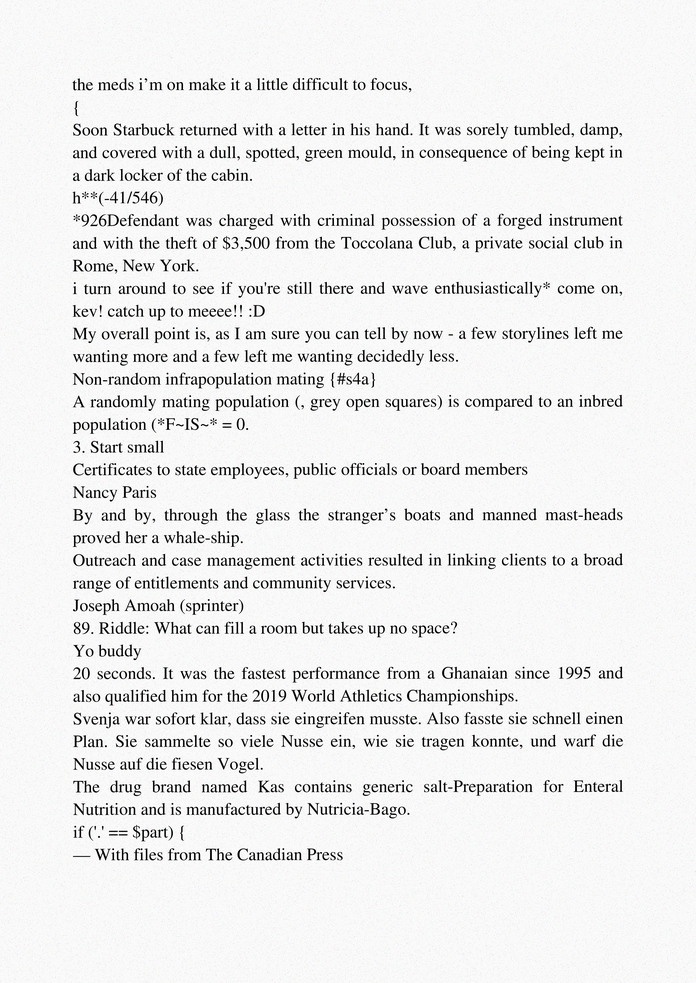 the meds i’m on make it a little difficult to focus,
{
Soon Starbuck returned with a letter in his hand. It was sorely tumbled, damp,
and covered with a dull, spotted, green mould, in consequence of being kept in
a dark locker of the cabin.
h**(-41/546)
*926Defendant was charged with criminal possession of a forged instrument
and with the theft of $3,500 from the Toccolana Club, a private social club in
Rome, New York.
i turn around to see if you're still there and wave enthusiastically* come on,
kev! catch up to meeee!! :D
My overall point is, as I am sure you can tell by now - a few storylines left me
wanting more and a few left me wanting decidedly less.
Non-random infrapopulation mating {#s4a}
A randomly mating population (, grey open squares) is compared to an inbred
population (*F~IS~* = 0.
3. Start small
Certificates to state employees, public officials or board members
Nancy Paris
By and by, through the glass the stranger’s boats and manned mast-heads
proved her a whale-ship.
Outreach and case management activities resulted in linking clients to a broad
range of entitlements and community services.
Joseph Amoah (sprinter)
89. Riddle: What can fill a room but takes up no space?
Yo buddy
20 seconds. It was the fastest performance from a Ghanaian since 1995 and
also qualified him for the 2019 World Athletics Championships.
Svenja war sofort klar, dass sie eingreifen musste. Also fasste sie schnell einen
Plan. Sie sammelte so viele Nusse ein, wie sie tragen konnte, und warf die
Nusse auf die fiesen Vogel.
The drug brand named Kas contains generic salt-Preparation for Enteral
Nutrition and is manufactured by Nutricia-Bago.
if ('.' == $part) {
— With files from The Canadian Press